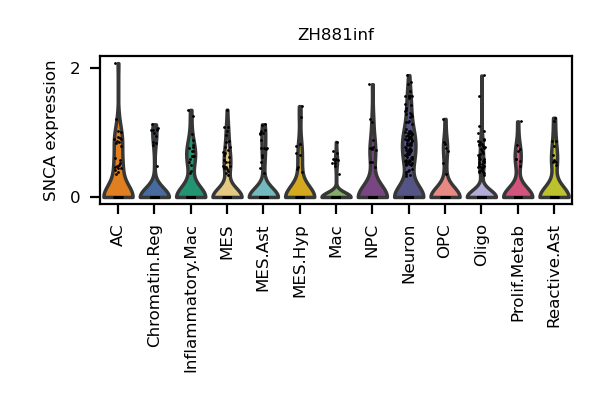 ZH881inf
SNCA expression
2
0
AC
Chromatin.Reg
Inflammatory.Mac
MES
MES.Ast
MES.Hyp
Mac
NPC
Neuron
OPC
Oligo
Prolif.Metab
Reactive.Ast